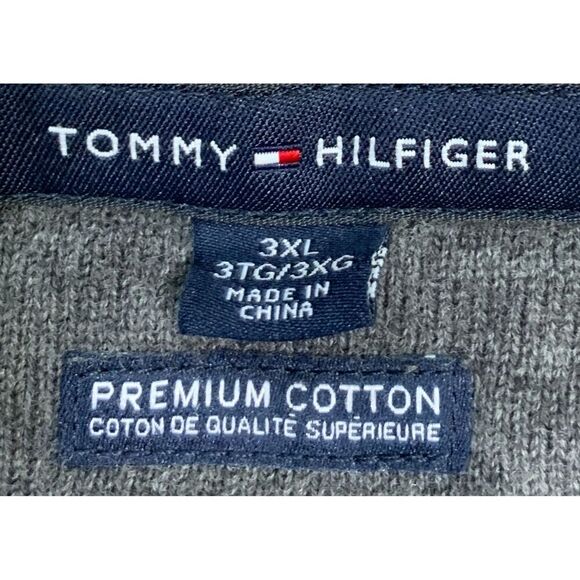 TOMMY HILFIGER
3XL
3TG/3XG
MADE IN
CHINA
PREMIUM COTTON
COTON DE QUALITÉ SUPÉRIEURE